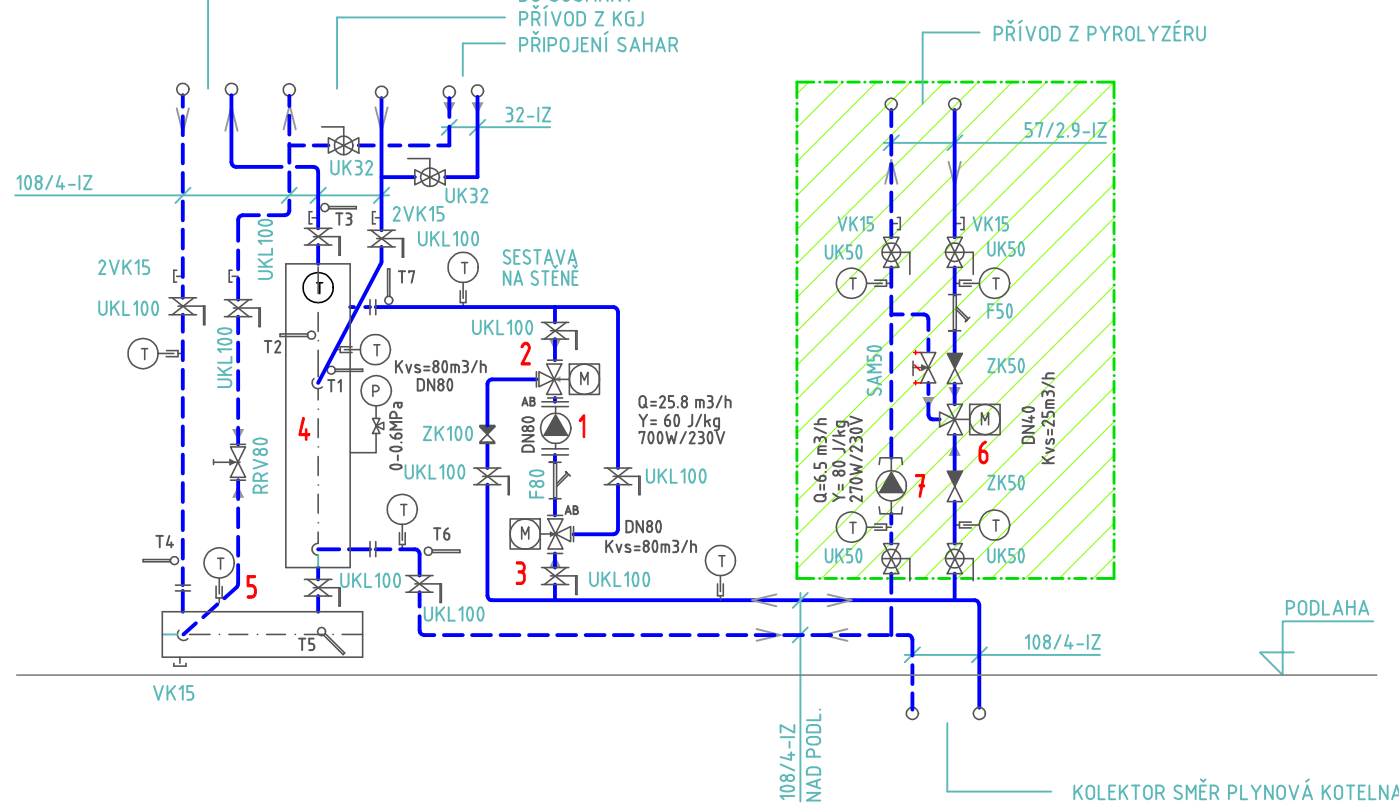 PŘÍVOD Z KGJ
PŘIPOJENÍ SAHAR
PŘÍVOD Z PYROLYZÉRU
32-IZ
57/2.9-IZ
UK32
108/4-IZ
UK32
T3
2VK15
UKL100
UKL100
VK15
VK15
UK50
UK50
SESTAVA
NA STĚNĚ
2VK15
T
T7
T
T
T
UKL100
F50
UKL100
UKL100
2
T2
T
T
SAM50
ZK50
Kvs=80m3/h
DN80
T1
M
P
AB
Q=25.8 m3/h
Y= 60 J/kg
700W/230V
DN40
Kvs=25m3/h
M
4
DN80
1
ZK100
6
0-0.6MPa
RRV80
UKL100
F80
UKL100
Q=6.5 m3/h
Y= 80 J/kg
270W/230V
7
ZK50
T
AB
M
DN80
Kvs=80m3/h
T
T
T4
T6
T
T
UK50
UK50
5
UKL100
3
UKL100
UKL100
T5
PODLAHA
108/4-IZ
VK15
108/4-IZ
NAD PODL.
KOLEKTOR SMĚR PLYNOVÁ KOTELNA